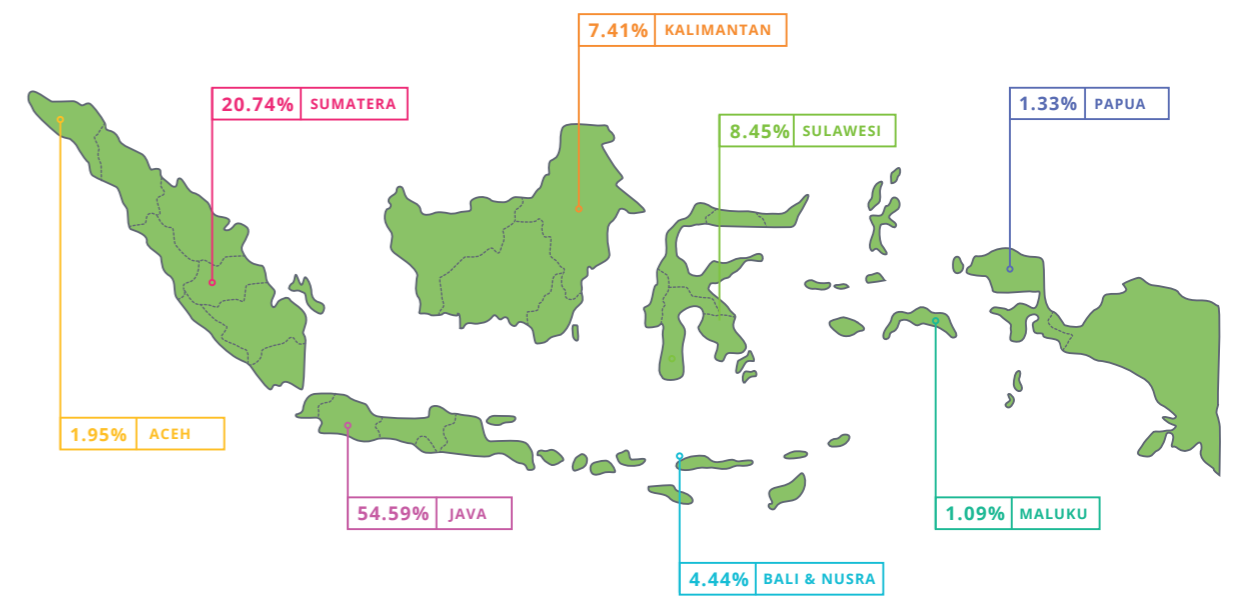 7.41% KALIMANTAN
20.74% SUMATERA
1.33% PAPUA
8.45% SULAWESI
1.95% ACEH
54.59% JAVA
1.09% MALUKU
4.44% BALI & NUSRA